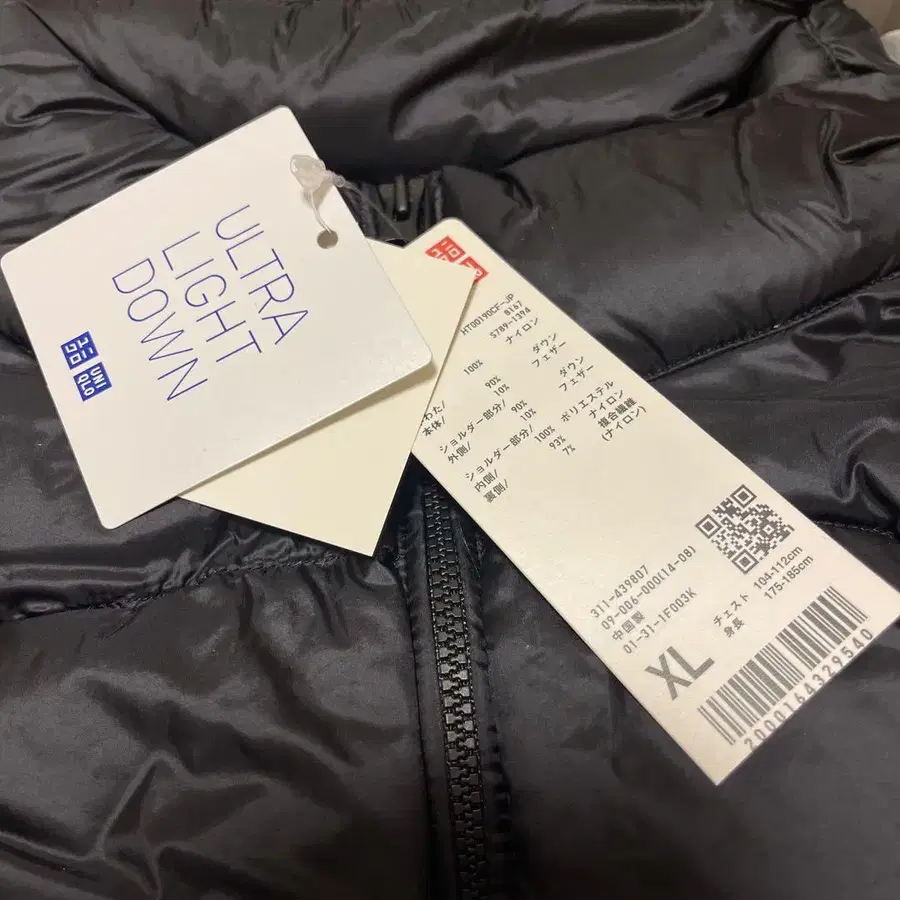 ULTRA
LIGHT
DOWN
ユニ
クロ
UNI
QLO
HT00190CF-JP
8167
S789-1394
ナイロン
100%
わた/
本体/
90%
ダウン
10%
フェザー
ショルダー部分/
外側/
90%
ダウン
10%
フェザー
ショルダー部分/
内側/
100%
ポリエステル
裏側/
93%
ナイロン
7%
複合繊維
(ナイロン)
311-439807
09-006-000(14-08)
中国製
01-31-1F003K
XL
チェスト 104-112cm
身長 175-185cm
2000164329540